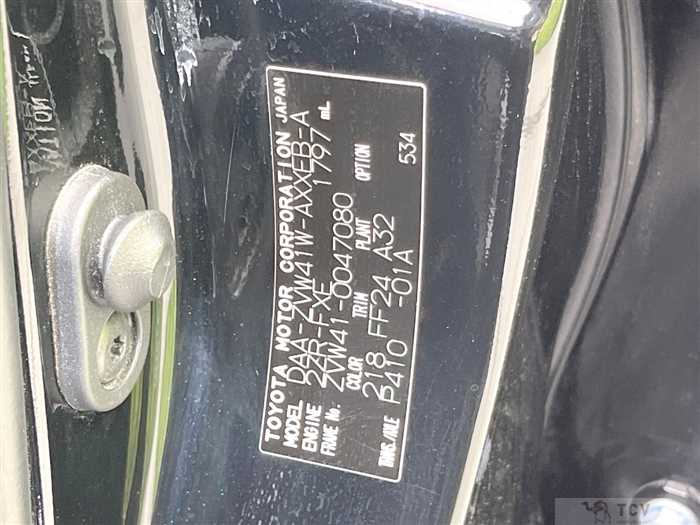 TOYOTA MOTOR CORPORATION JAPAN
MODEL DAA-ZVW41W-AXXEB-A
ENGINE 2ZR-FXE 1797 mL
FRAME No. ZVW41-0047080
COLOR TRIM PLANT OPTION
218 FF24 A32 534
TRANS./AXLE P410 -01A
TCV